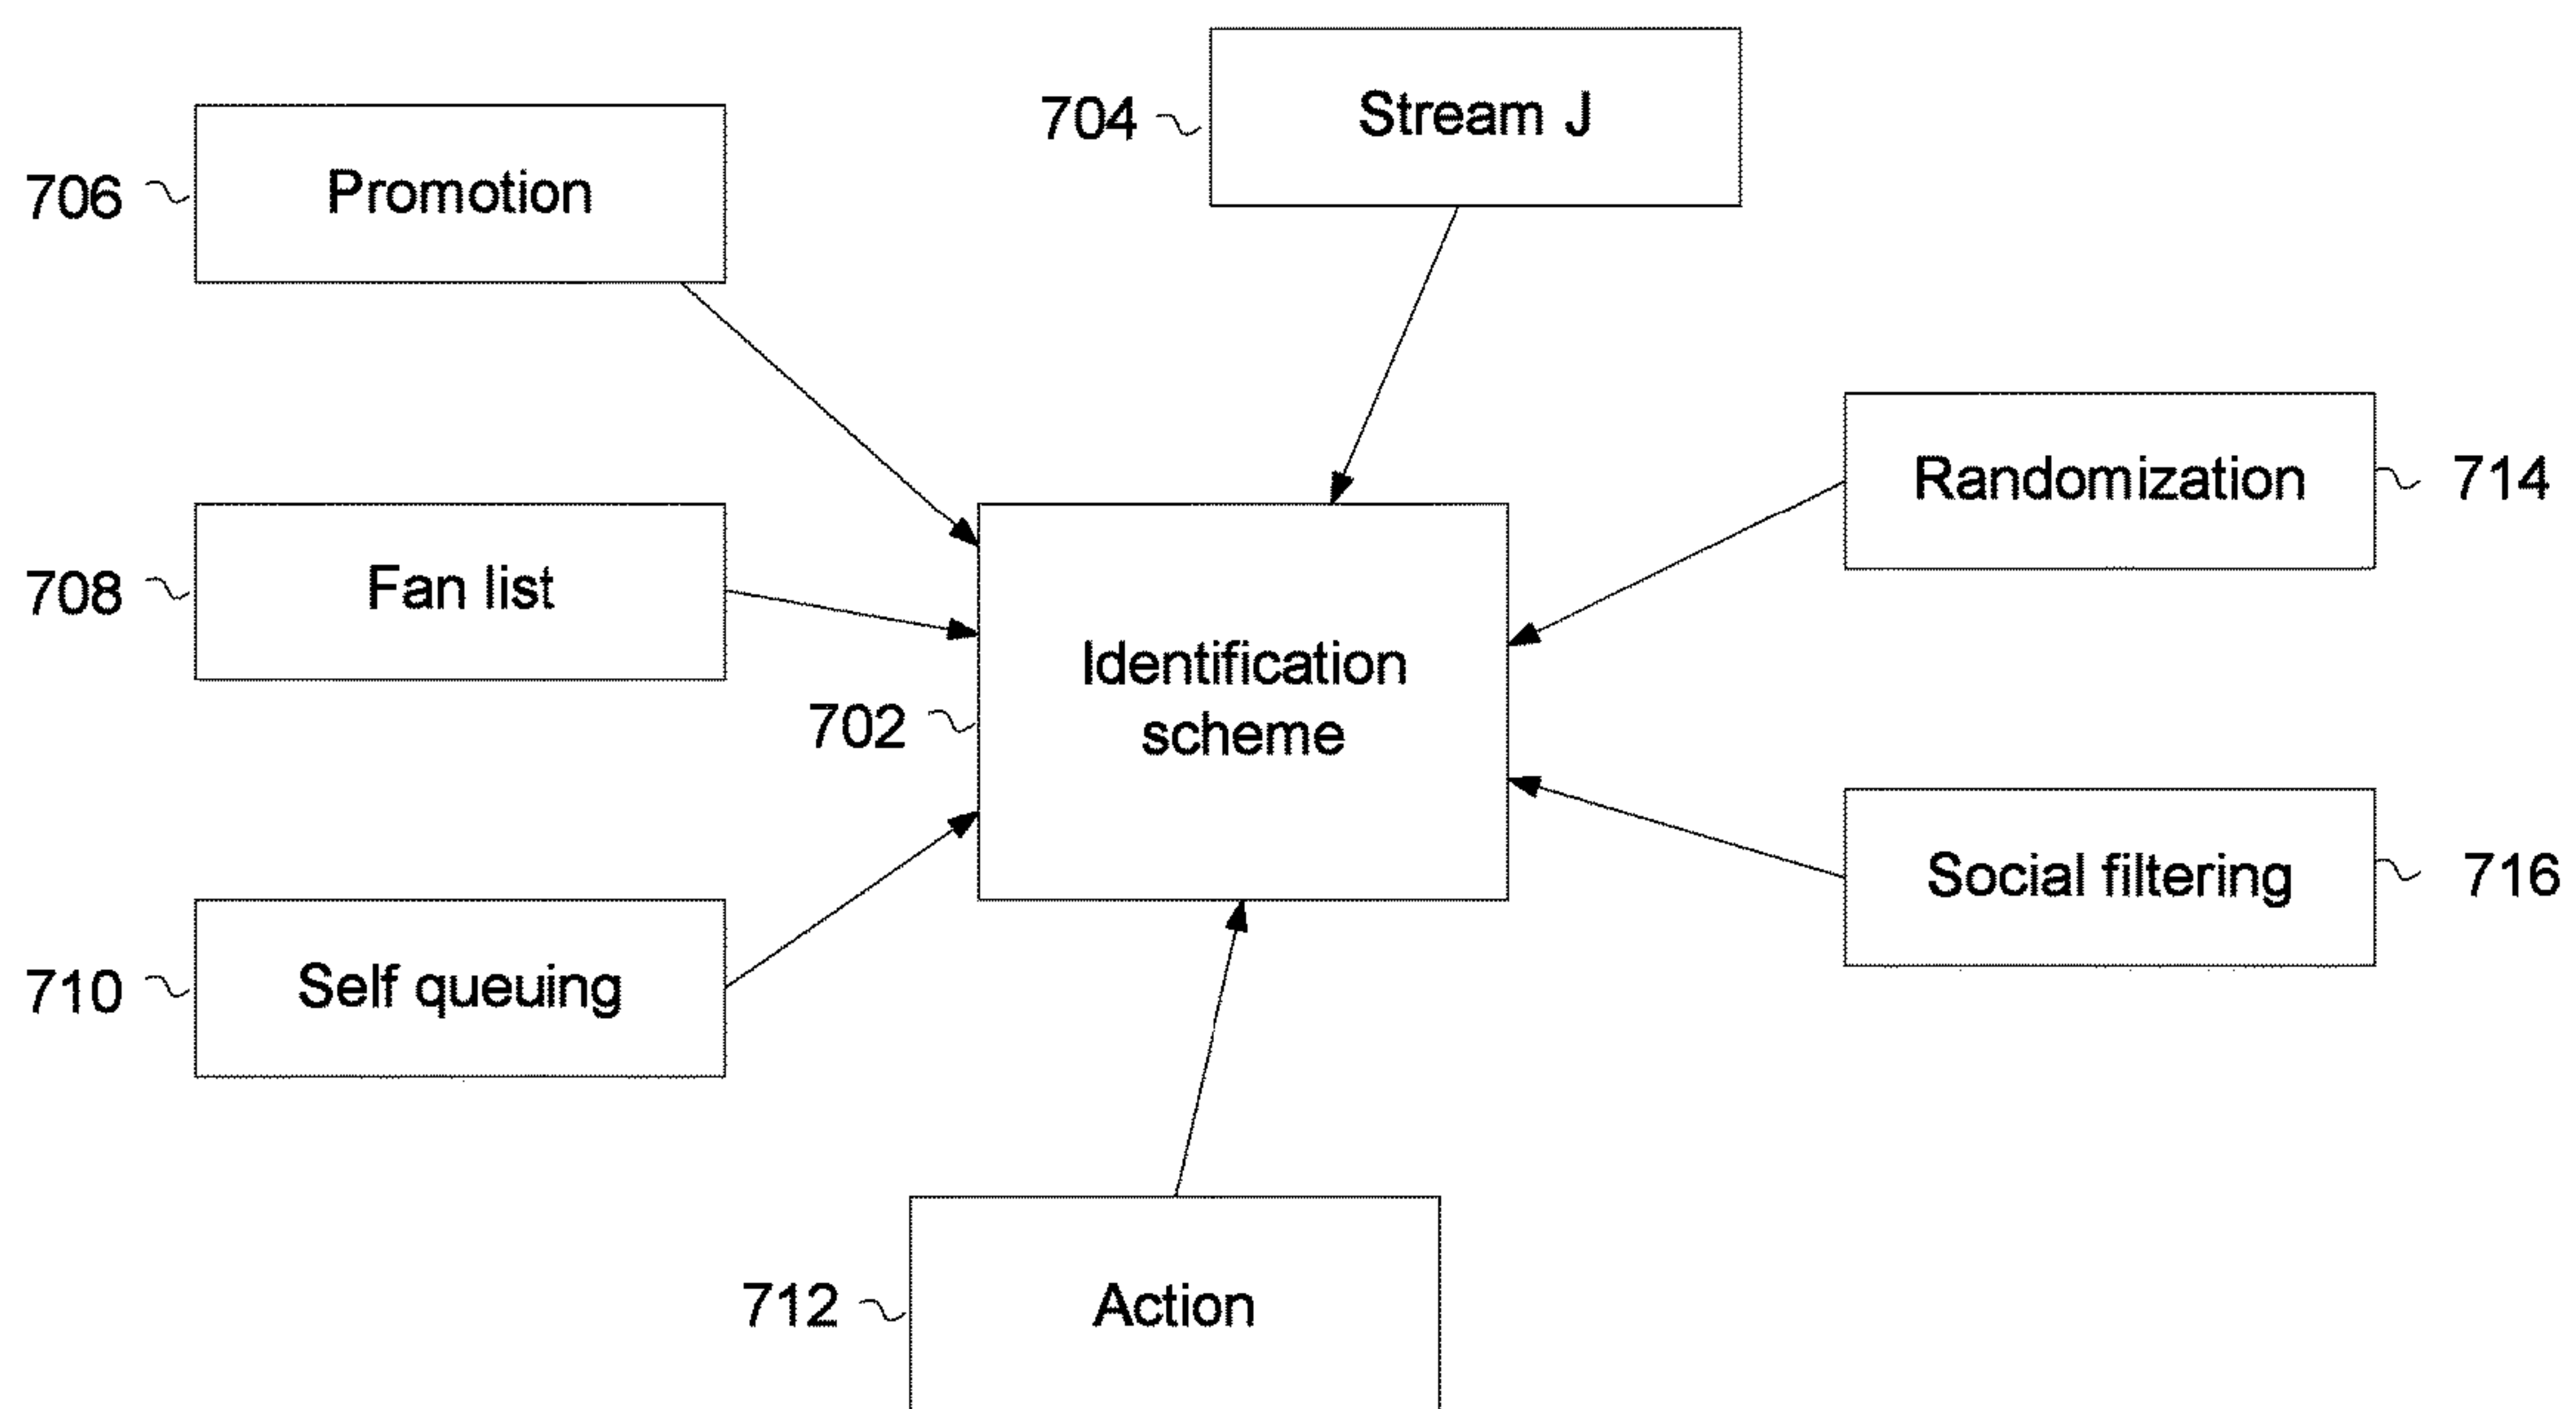 704
Stream J
706
Promotion
Randomization
714
708
Fan list
Identification
scheme
702
Social filtering
716
710
Self queuing
712
Action